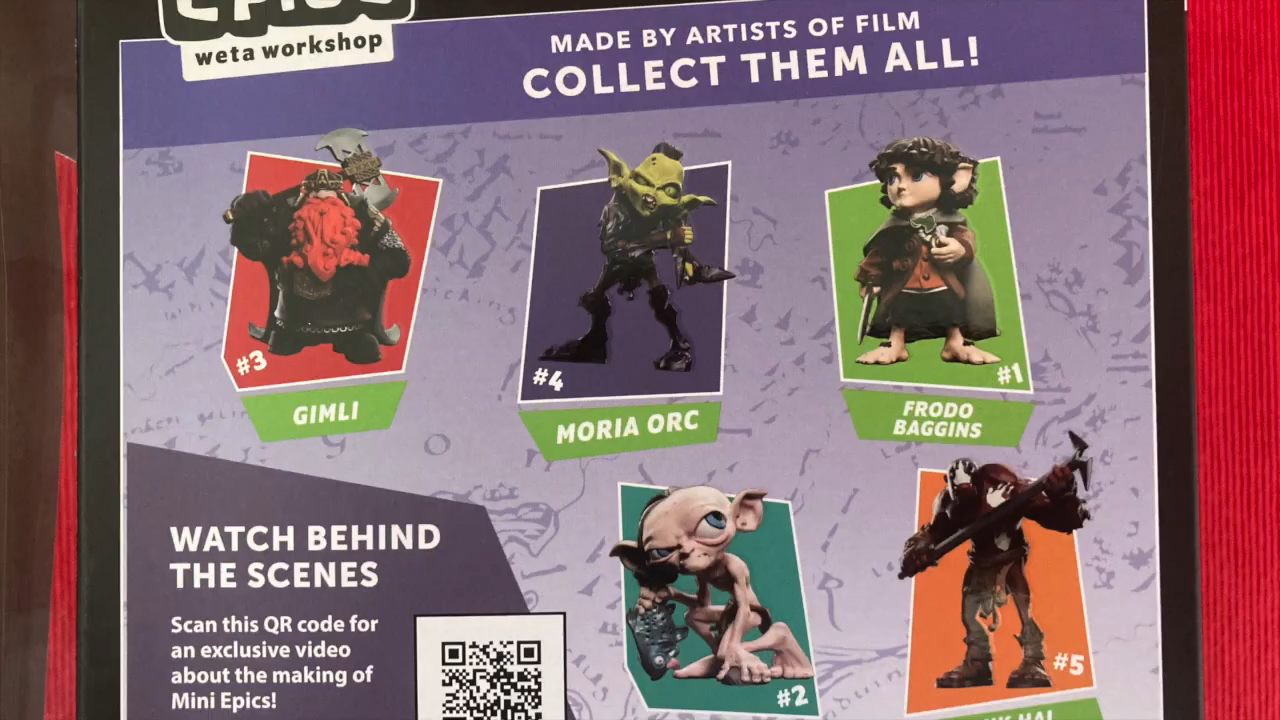 weta workshop
MADE BY ARTISTS OF FILM
COLLECT THEM ALL!
#3
GIMLI
#4
MORIA ORC
#1
FRODO
BAGGINS
#2
#5
WATCH BEHIND
THE SCENES
Scan this QR code for
an exclusive video
about the making of
Mini Epics!